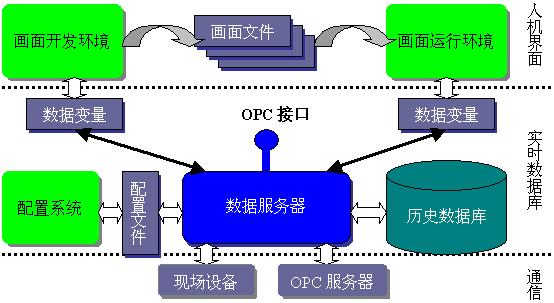 画面开发环境
画面文件
画面运行环境
人机界面
数据变量
OPC 接口
数据变量
实时数据库
配置系统
配置文件
数据服务器
历史数据库
现场设备
OPC 服务器
通信